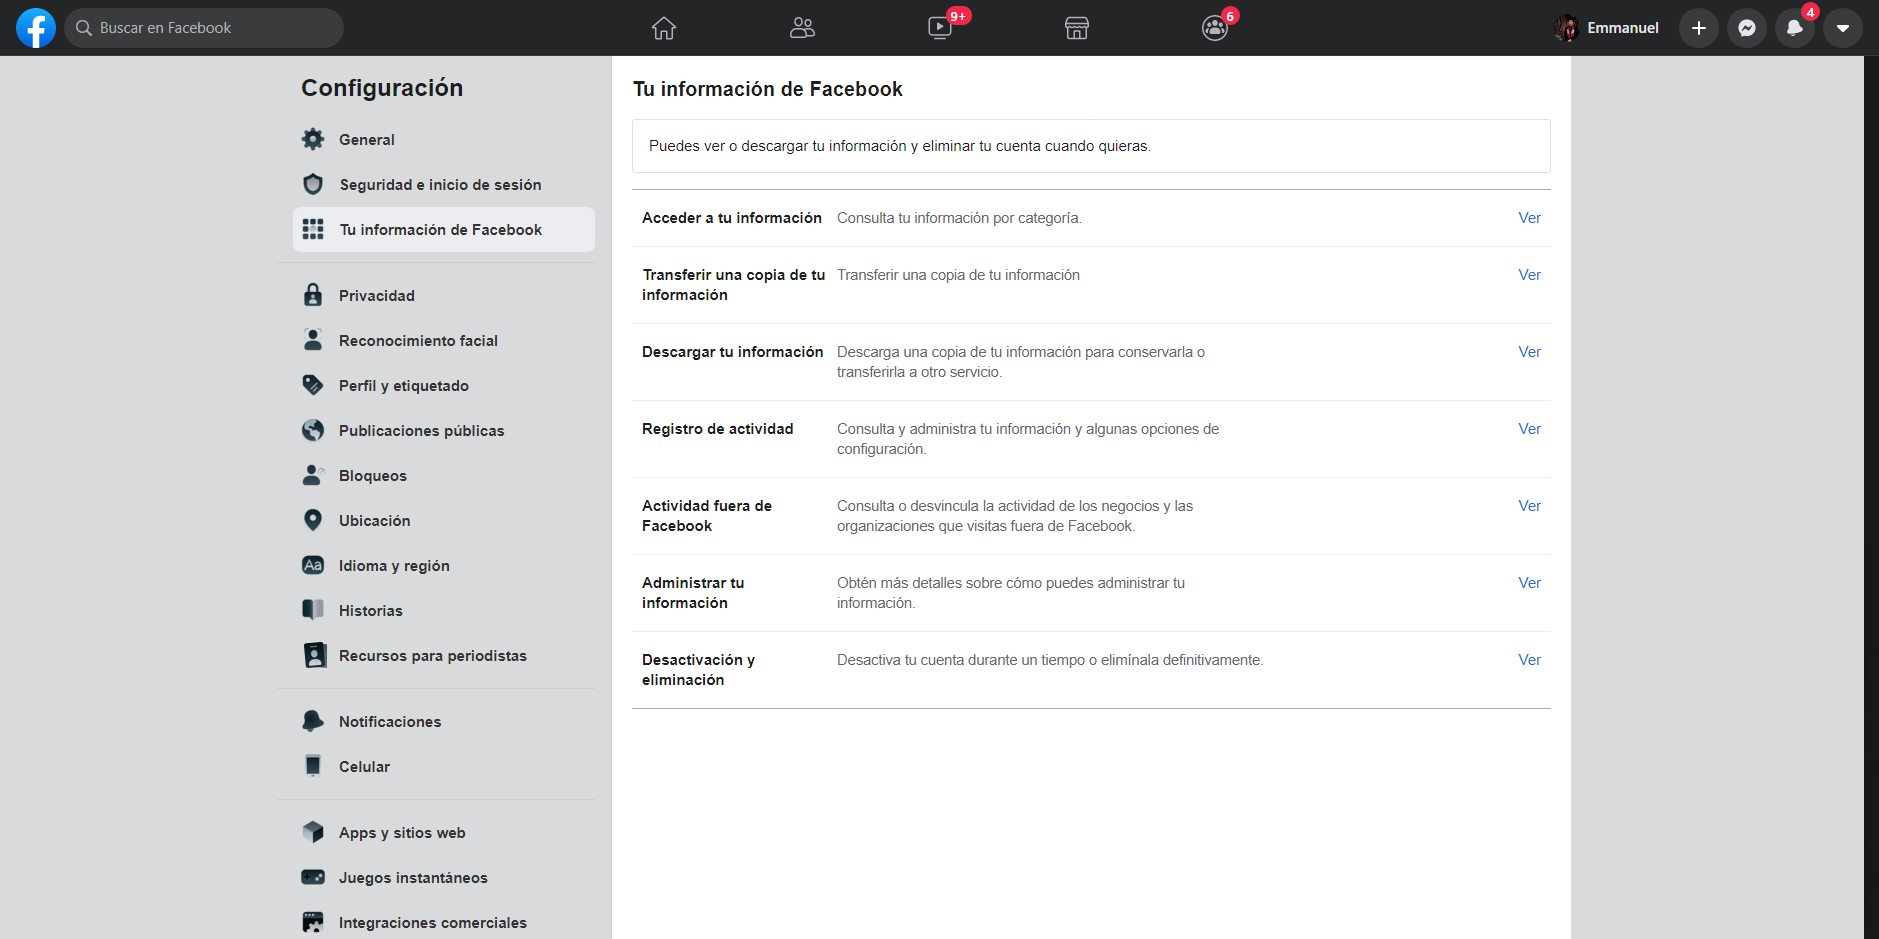 Buscar en Facebook
9+
6
Emmanuel
4
Configuración
General
Seguridad e inicio de sesión
Tu información de Facebook
Privacidad
Reconocimiento facial
Perfil y etiquetado
Publicaciones públicas
Bloqueos
Ubicación
Aa
Idioma y región
Historias
Recursos para periodistas
Notificaciones
Celular
Apps y sitios web
Juegos instantáneos
Integraciones comerciales
Tu información de Facebook
Puedes ver o descargar tu información y eliminar tu cuenta cuando quieras.
Acceder a tu información Consulta tu información por categoría. Ver
Transferir una copia de tu Transferir una copia de tu información Ver
información
Descargar tu información Descarga una copia de tu información para conservarla o Ver
transferirla a otro servicio.
Registro de actividad Consulta y administra tu información y algunas opciones de Ver
configuración.
Actividad fuera de Consulta o desvincula la actividad de los negocios y las Ver
Facebook organizaciones que visitas fuera de Facebook.
Administrar tu Obtén más detalles sobre cómo puedes administrar tu Ver
información información.
Desactivación y Desactiva tu cuenta durante un tiempo o elimínala definitivamente. Ver
eliminación